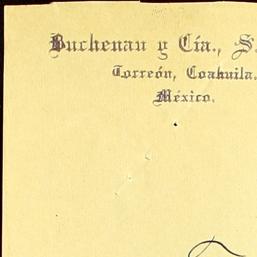 Buchenau y Cía., S.
Torreón, Coahuila.
México.